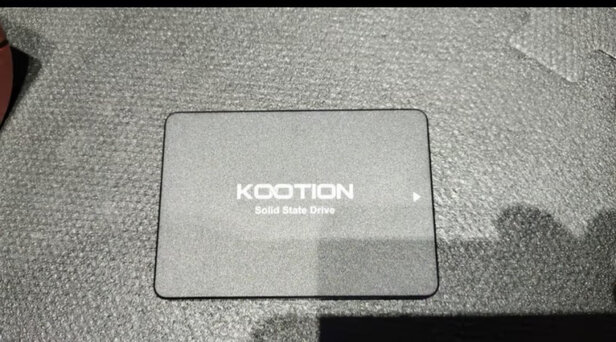 KOOTION
Solid State Drive